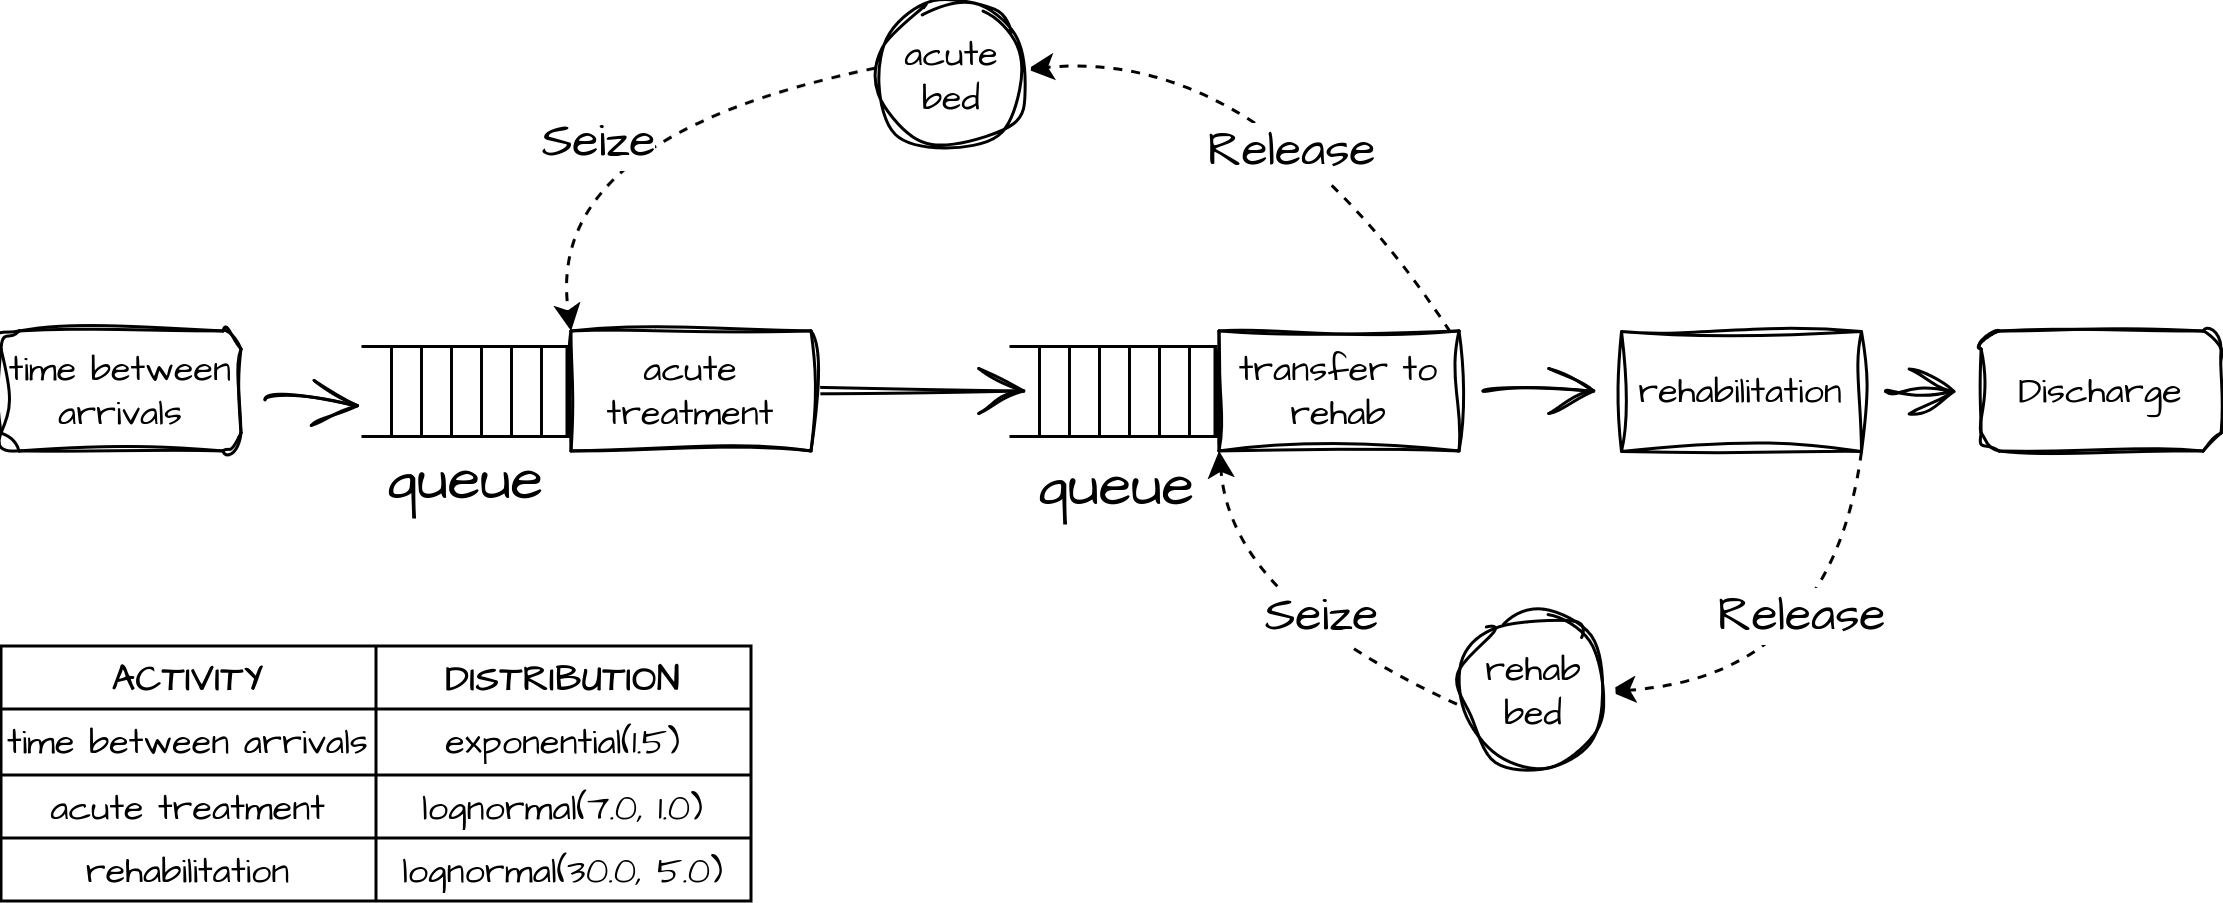 acute
bed
Seize
Release
time between
arrivals
queue
acute
treatment
queue
transfer to
rehab
rehabilitation
Discharge
Seize
Release
rehab
bed
ACTIVITY DISTRIBUTION
time between arrivals exponential(1.5)
acute treatment lognormal(7.0, 1.0)
rehabilitation lognormal(30.0, 5.0)